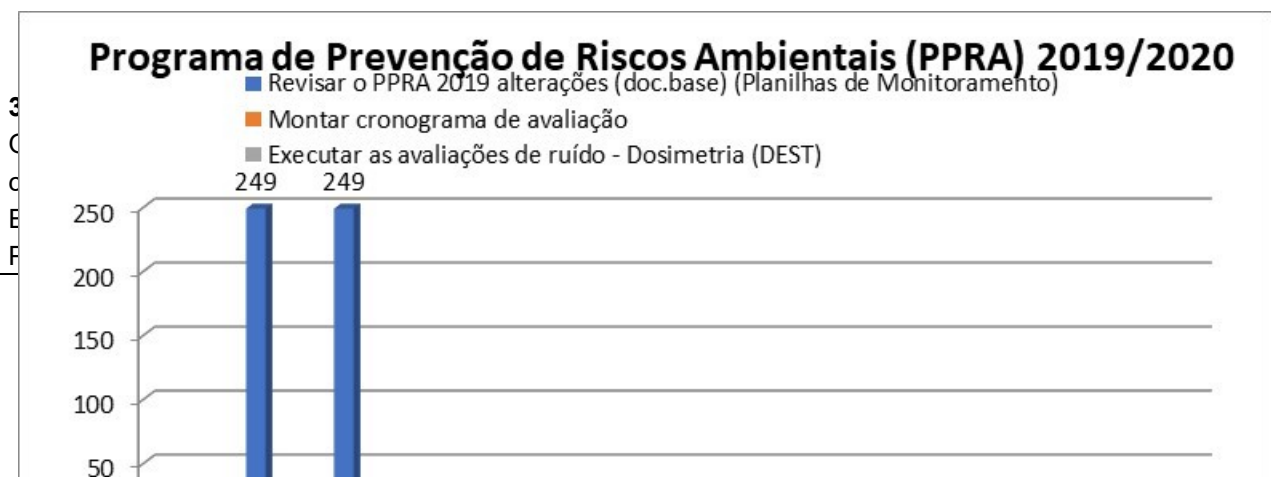 Programa de Prevenção de Riscos Ambientais (PPRA) 2019/2020
Revisar o PPRA 2019 alterações (doc.base) (Planilhas de Monitoramento)
Montar cronograma de avaliação
Executar as avaliações de ruído - Dosimetria (DEST)
249 249
250
200
150
100
50